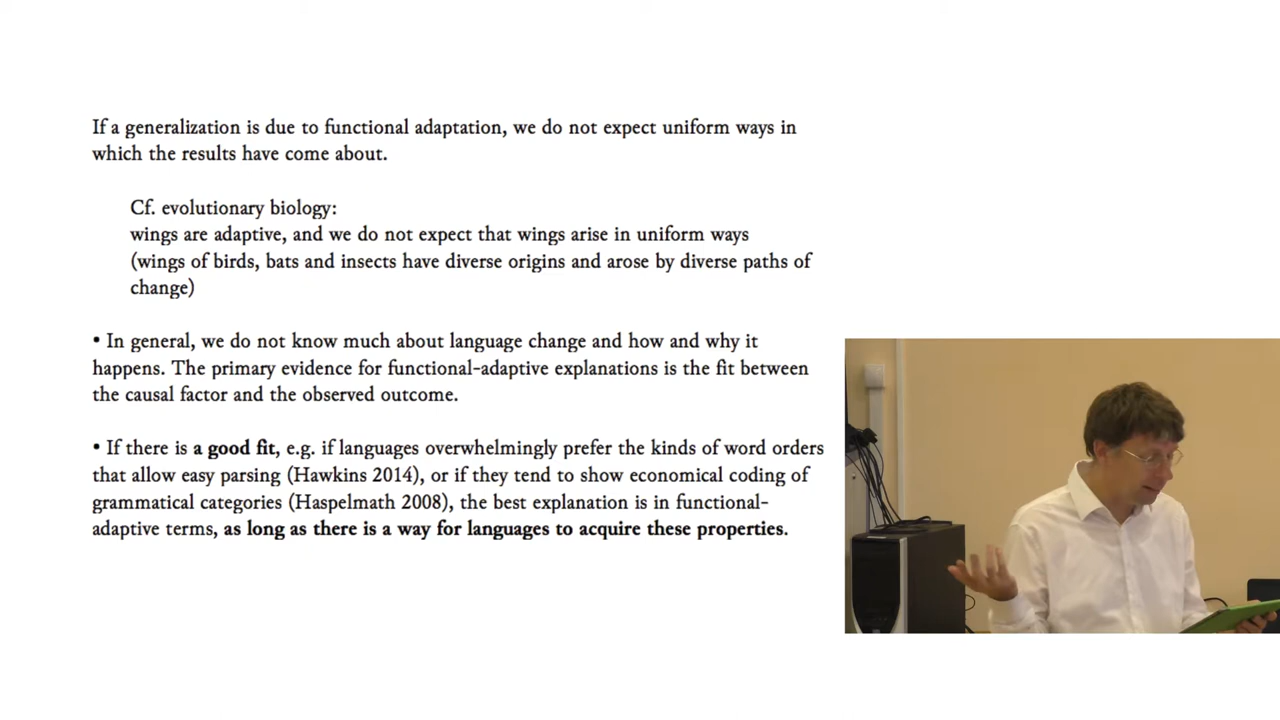 If a generalization is due to functional adaptation, we do not expect uniform ways in
which the results have come about.
Cf. evolutionary biology:
wings are adaptive, and we do not expect that wings arise in uniform ways
(wings of birds, bats and insects have diverse origins and arose by diverse paths of
change)
• In general, we do not know much about language change and how and why it
happens. The primary evidence for functional-adaptive explanations is the fit between
the causal factor and the observed outcome.
• If there is a good fit, e.g. if languages overwhelmingly prefer the kinds of word orders
that allow easy parsing (Hawkins 2014), or if they tend to show economical coding of
grammatical categories (Haspelmath 2008), the best explanation is in functional-
adaptive terms, as long as there is a way for languages to acquire these properties.